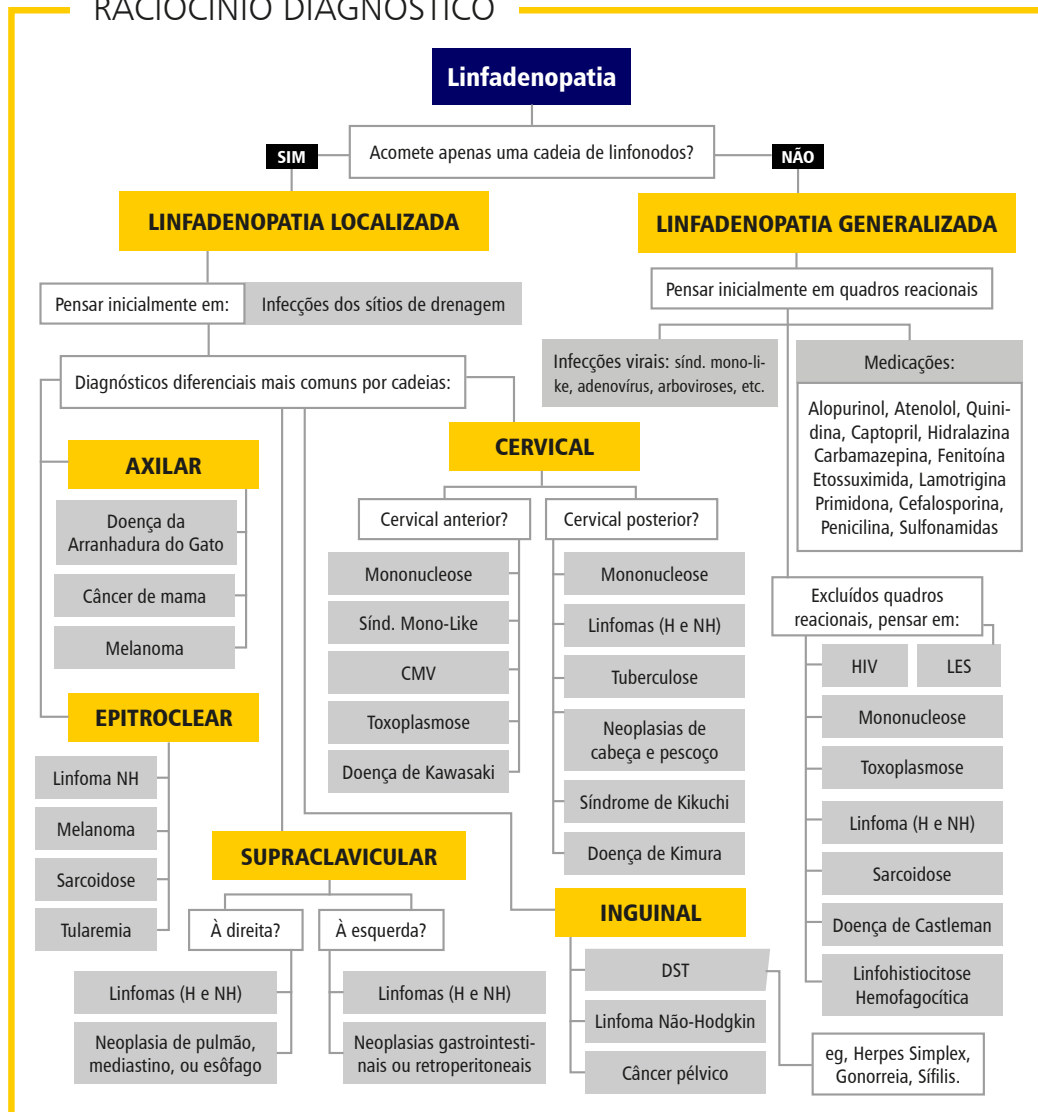 RACIOCÍNIO DIAGNÓSTICO
Linfadenopatia
Acomete apenas uma cadeia de linfonodos?
SIM
NÃO
LINFADENOPATIA LOCALIZADA
Pensar inicialmente em:
Infecções dos sítios de drenagem
Diagnósticos diferenciais mais comuns por cadeias:
AXILAR
Doença da
Arranhadura do Gato
Câncer de mama
Melanoma
EPITROCLEAR
Linfoma NH
Melanoma
Sarcoidose
Tularemia
SUPRACLAVICULAR
À direita?
Linfomas (H e NH)
Neoplasia de pulmão,
mediastino, ou esôfago
À esquerda?
Linfomas (H e NH)
Neoplasias gastrointesti-
nais ou retroperitoneais
CERVICAL
Cervical anterior?
Mononucleose
Sínd. Mono-Like
CMV
Toxoplasmose
Doença de Kawasaki
Cervical posterior?
Mononucleose
Linfomas (H e NH)
Tuberculose
Neoplasias de
cabeça e pescoço
Síndrome de Kikuchi
Doença de Kimura
INGUINAL
DST
Linfoma Não-Hodgkin
Câncer pélvico
eg, Herpes Simplex,
Gonorreia, Sífilis.
LINFADENOPATIA GENERALIZADA
Pensar inicialmente em quadros reacionais
Infecções virais: sínd. mono-li-
ke, adenovírus, arboviroses, etc.
Medicações:
Alopurinol, Atenolol, Quini-
dina, Captopril, Hidralazina
Carbamazepina, Fenitoína
Etossuximida, Lamotrigina
Primidona, Cefalosporina,
Penicilina, Sulfonamidas
Excluídos quadros
reacionais, pensar em:
HIV
LES
Mononucleose
Toxoplasmose
Linfoma (H e NH)
Sarcoidose
Doença de Castleman
Linfohistiocitose
Hemofagocítica